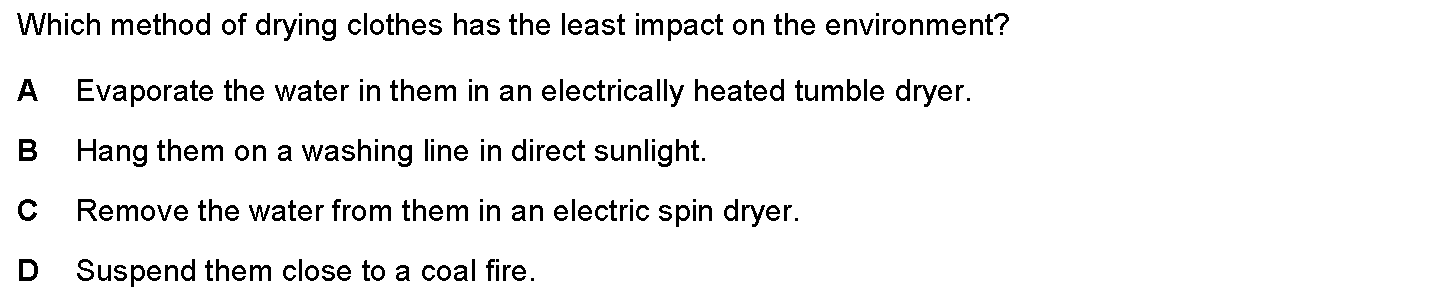 Which method of drying clothes has the least impact on the environment?
A Evaporate the water in them in an electrically heated tumble dryer.
B Hang them on a washing line in direct sunlight.
C Remove the water from them in an electric spin dryer.
D Suspend them close to a coal fire.